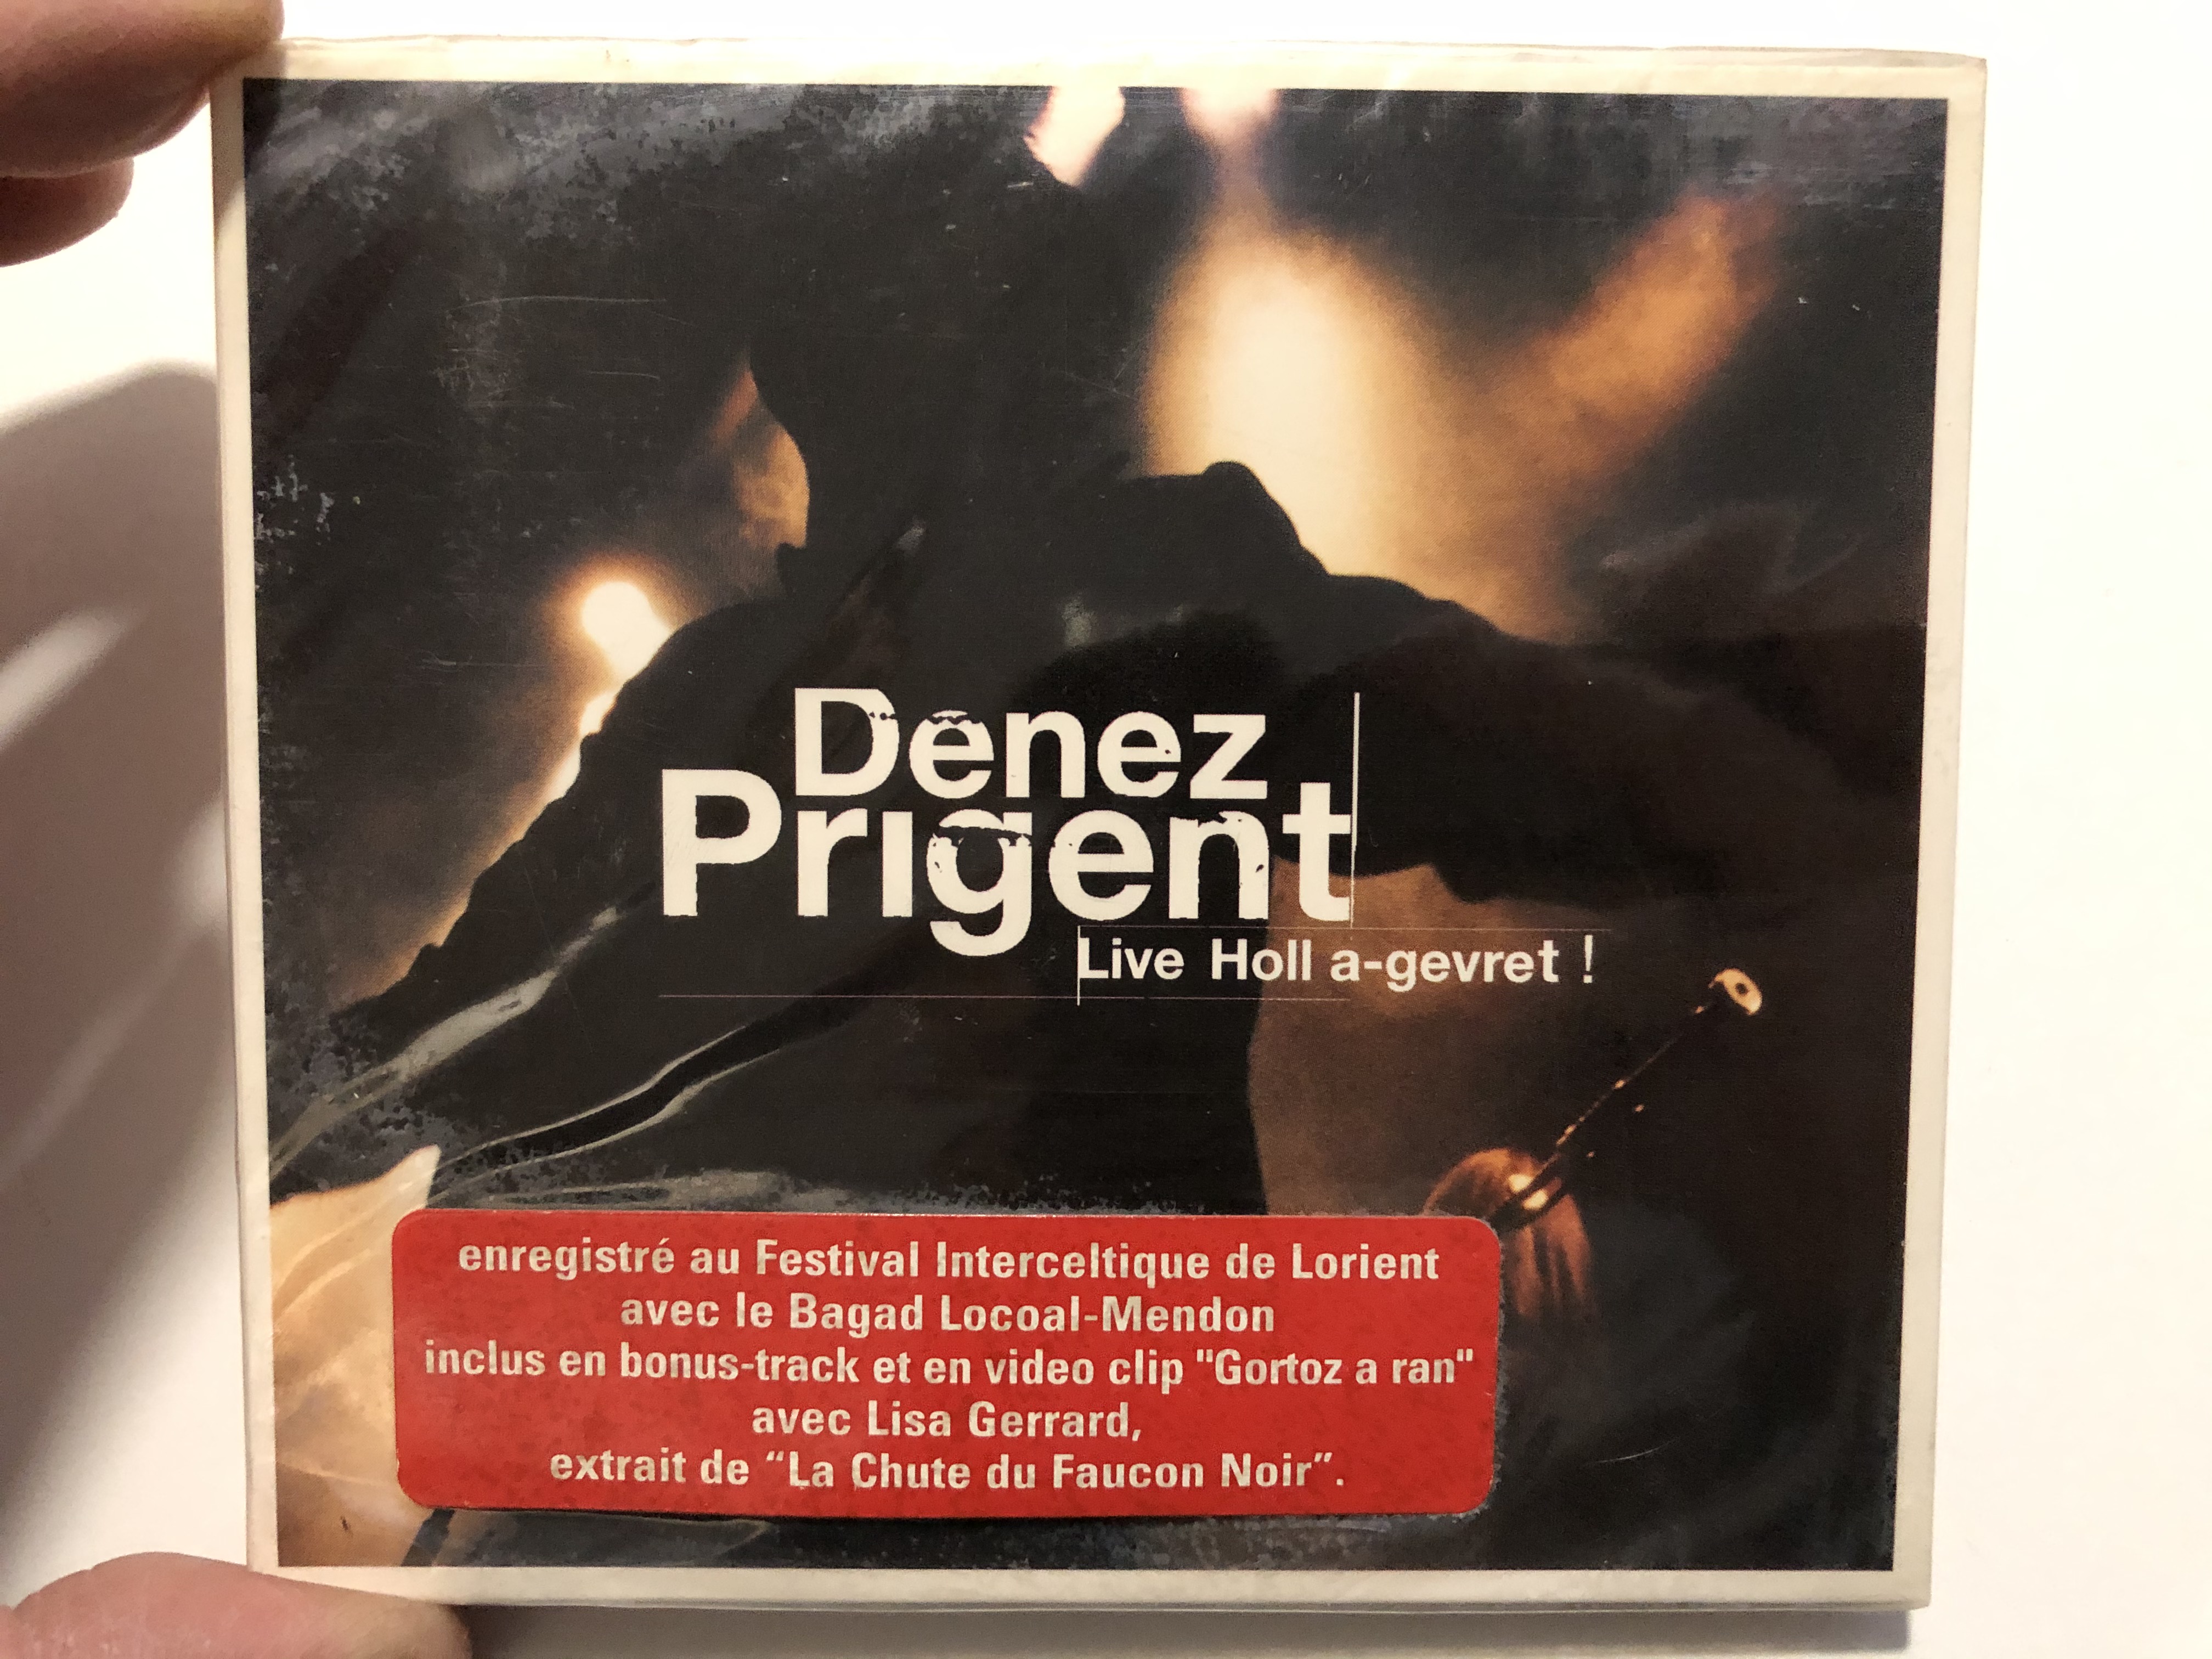 Denez
Prigent
Live Holl a-gevret !
enregistré au Festival Interceltique de Lorient
avec le Bagad Locoal-Mendon
inclus en bonus-track et en video clip "Gortoz a ran"
avec Lisa Gerrard,
extrait de “La Chute du Faucon Noir”.